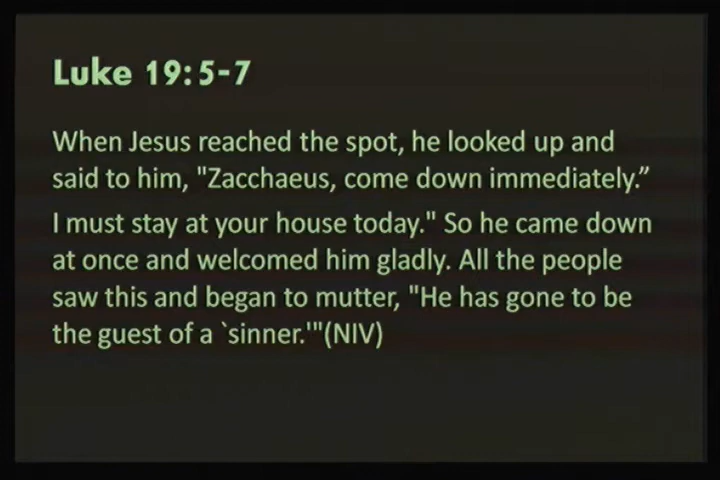 Luke 19:5-7
When Jesus reached the spot, he looked up and
said to him, "Zacchaeus, come down immediately.”
I must stay at your house today." So he came down
at once and welcomed him gladly. All the people
saw this and began to mutter, "He has gone to be
the guest of a `sinner.'"(NIV)